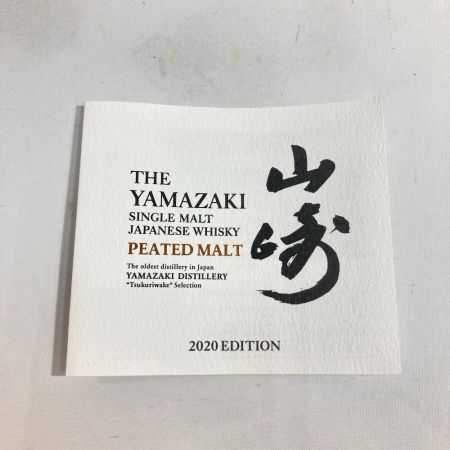 THE
YAMAZAKI
SINGLE MALT
JAPANESE WHISKY
PEATED MALT
The oldest distillery in Japan
YAMAZAKI DISTILLERY
"Tsukuriwake" Selection
山崎
2020 EDITION